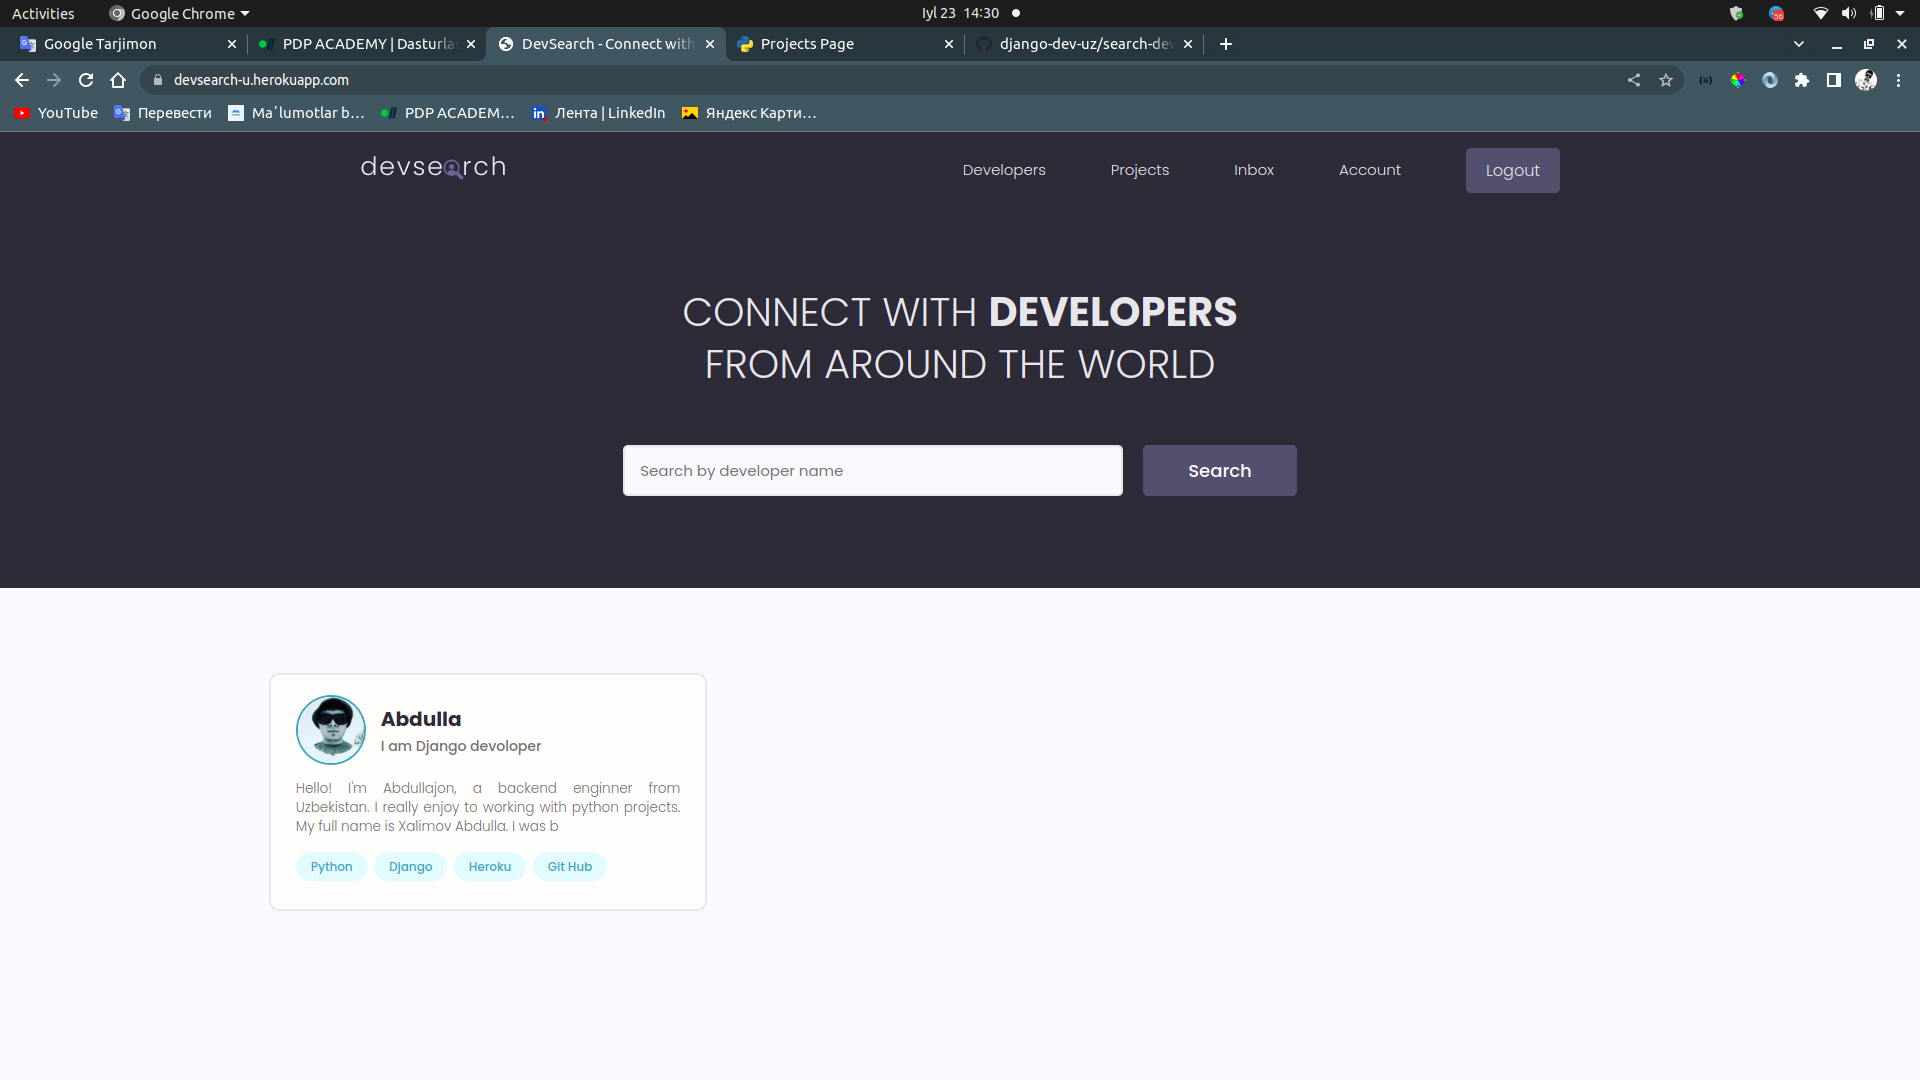 Activities
Google Chrome
Iyl 23 14:30
56
Google Tarjimon
PDP ACADEMY | Dasturla
DevSearch - Connect with
Projects Page
django-dev-uz/search-dev
devsearch-u.herokuapp.com
YouTube
Перевести
Maʼlumotlar b...
PDP ACADEM...
Лента | LinkedIn
Яндекс Карти...
devsearch
Developers
Projects
Inbox
Account
Logout
CONNECT WITH DEVELOPERS
FROM AROUND THE WORLD
Search by developer name
Search
Abdulla
I am Django devoloper
Hello! I'm Abdullajon, a backend enginner from
Uzbekistan. I really enjoy to working with python projects.
My full name is Xalimov Abdulla. I was b
Python
Django
Heroku
Git Hub